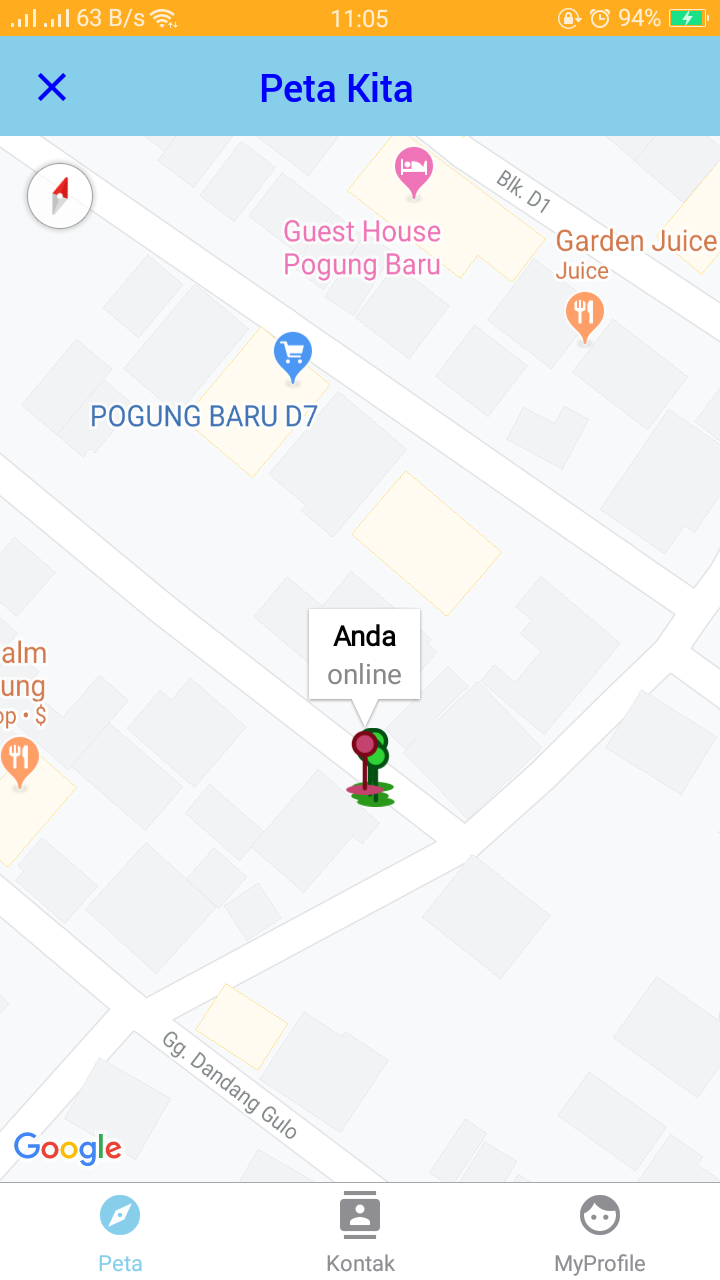 63 B/s 11:05 94%
Peta Kita
Blk. D1
Guest House
Pogung Baru
Garden Juice
Juice
POGUNG BARU D7
Anda
online
alm
ung
op • $
Gg. Dandang Gulo
Google
Peta Kontak MyProfile